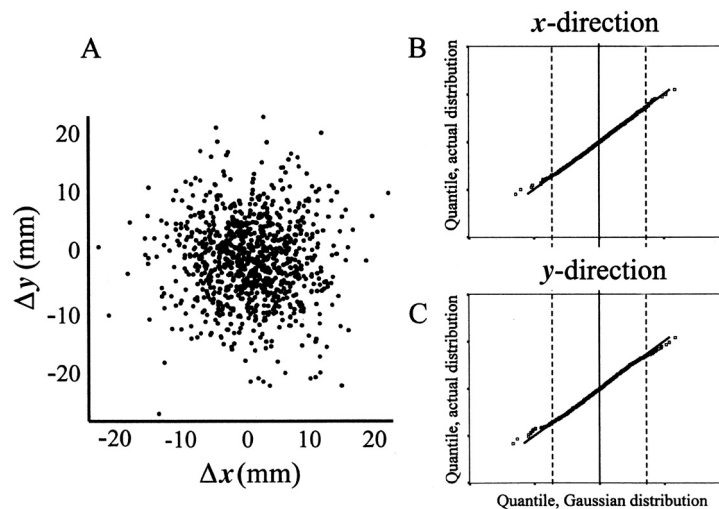 A
20
10
0
-10
-20
Δy (mm)
-20 -10 0 10 20
Δx (mm)
x-direction
B
Quantile, actual distribution
y-direction
C
Quantile, actual distribution
Quantile, Gaussian distribution